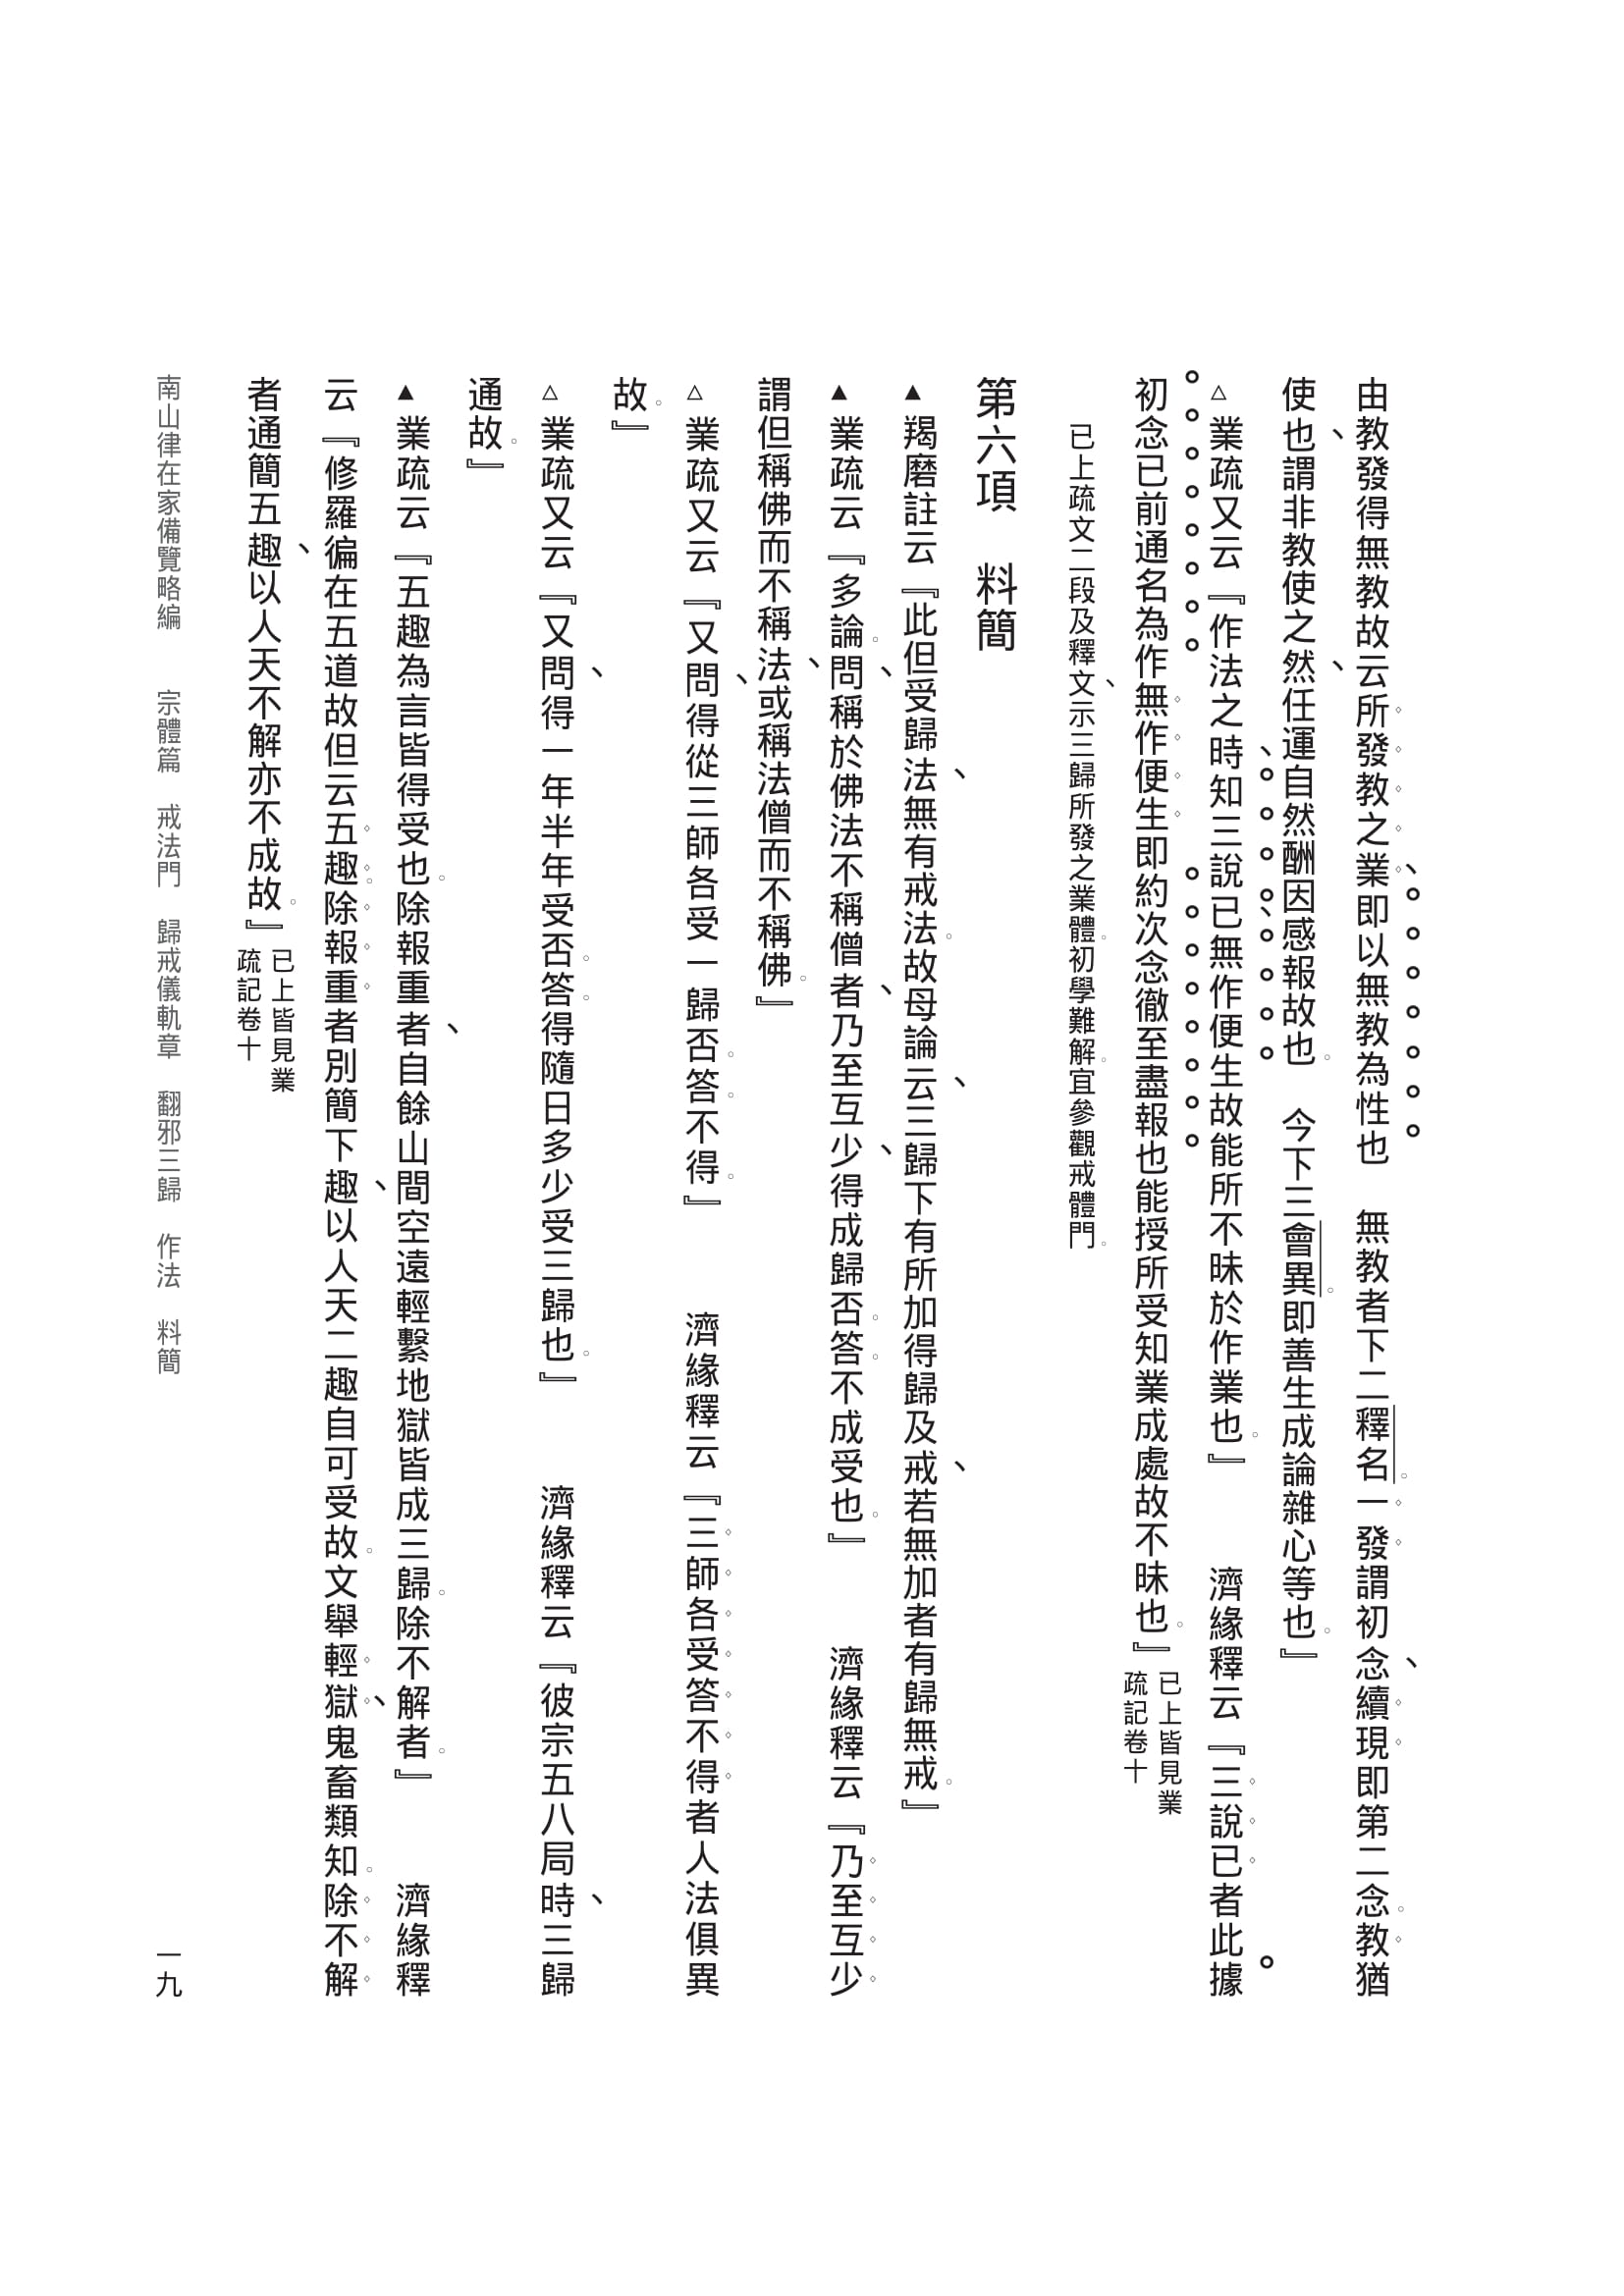 由教發得無教故云所發教之業、即以無教為性也　無教者下二釋名。一發謂初念、續現即第二念。教猶
使也、謂非教使之然、任運自然酬因感報故也。　今下三會異。即善生成論雜心等也。』
△業疏又云『作法之時、知三說已、無作便生故能所不昧於作業也。』　　濟緣釋云『三說已者此據
初念已前通名為作無作便生即約次念徹至盡報也能授所受知業成處故不昧也。』已上皆見業疏記卷十
已上疏文二段及釋文、示三歸所發之業體。初學難解。宜參觀戒體門。
第六項　料簡
▲羯磨註云『此但受歸法、無有戒法。故母論云、三歸下有所加得歸及戒、若無加者有歸無戒。』
▲業疏云『多論。問、稱於佛法不稱僧者、乃至互少、得成歸否。答。不成受也。』　　濟緣釋云『乃至互少
謂但稱佛而不稱法、或稱法僧而不稱佛。』
△業疏又云『又問、得從三師各受一歸否。答。不得。』　　濟緣釋云『三師各受答不得者人法俱異
故。』
△業疏又云『又問、得一年半年受否。答。得隨日多少受三歸也。』　　濟緣釋云『彼宗五八局時、三歸
通故。』
▲業疏云『五趣為言皆得受也。除報重者、自餘山間空遠輕繫地獄皆成三歸。除不解者。』　　濟緣釋
云『修羅徧在五道故但云五趣。除報重者別簡下趣、以人天二趣自可受故。文舉輕獄、鬼畜類知。除不解
者通簡五趣、以人天不解亦不成故。』已上皆見業疏記卷十
南山律在家備覽略編　　宗體篇　戒法門　歸戒儀軌章　翻邪三歸　作法　料簡
一九